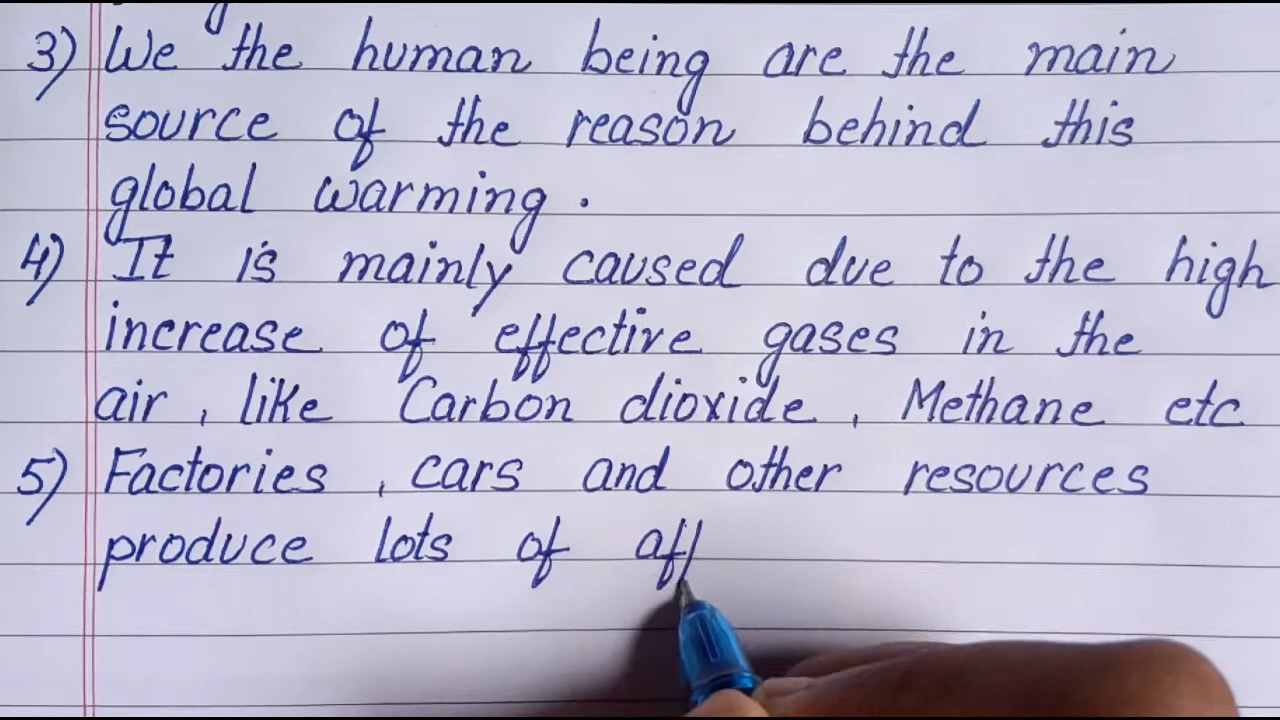 3) We the human being are the main
source of the reason behind this
global warming.
4) It is mainly caused due to the high
increase of effective gases in the
air, like Carbon dioxide, Methane etc
5) Factories, cars and other resources
produce lots of aff